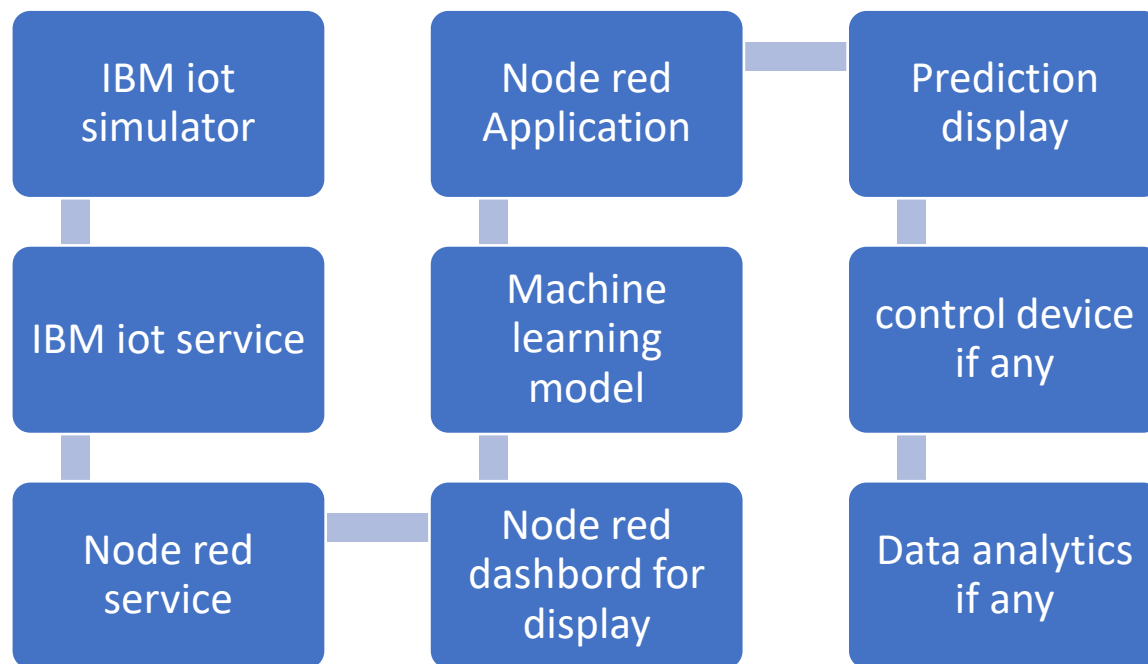 IBM iot
simulator
IBM iot service
Node red
service
Node red
dashbord for
display
Machine
learning
model
Node red
Application
Prediction
display
control device
if any
Data analytics
if any